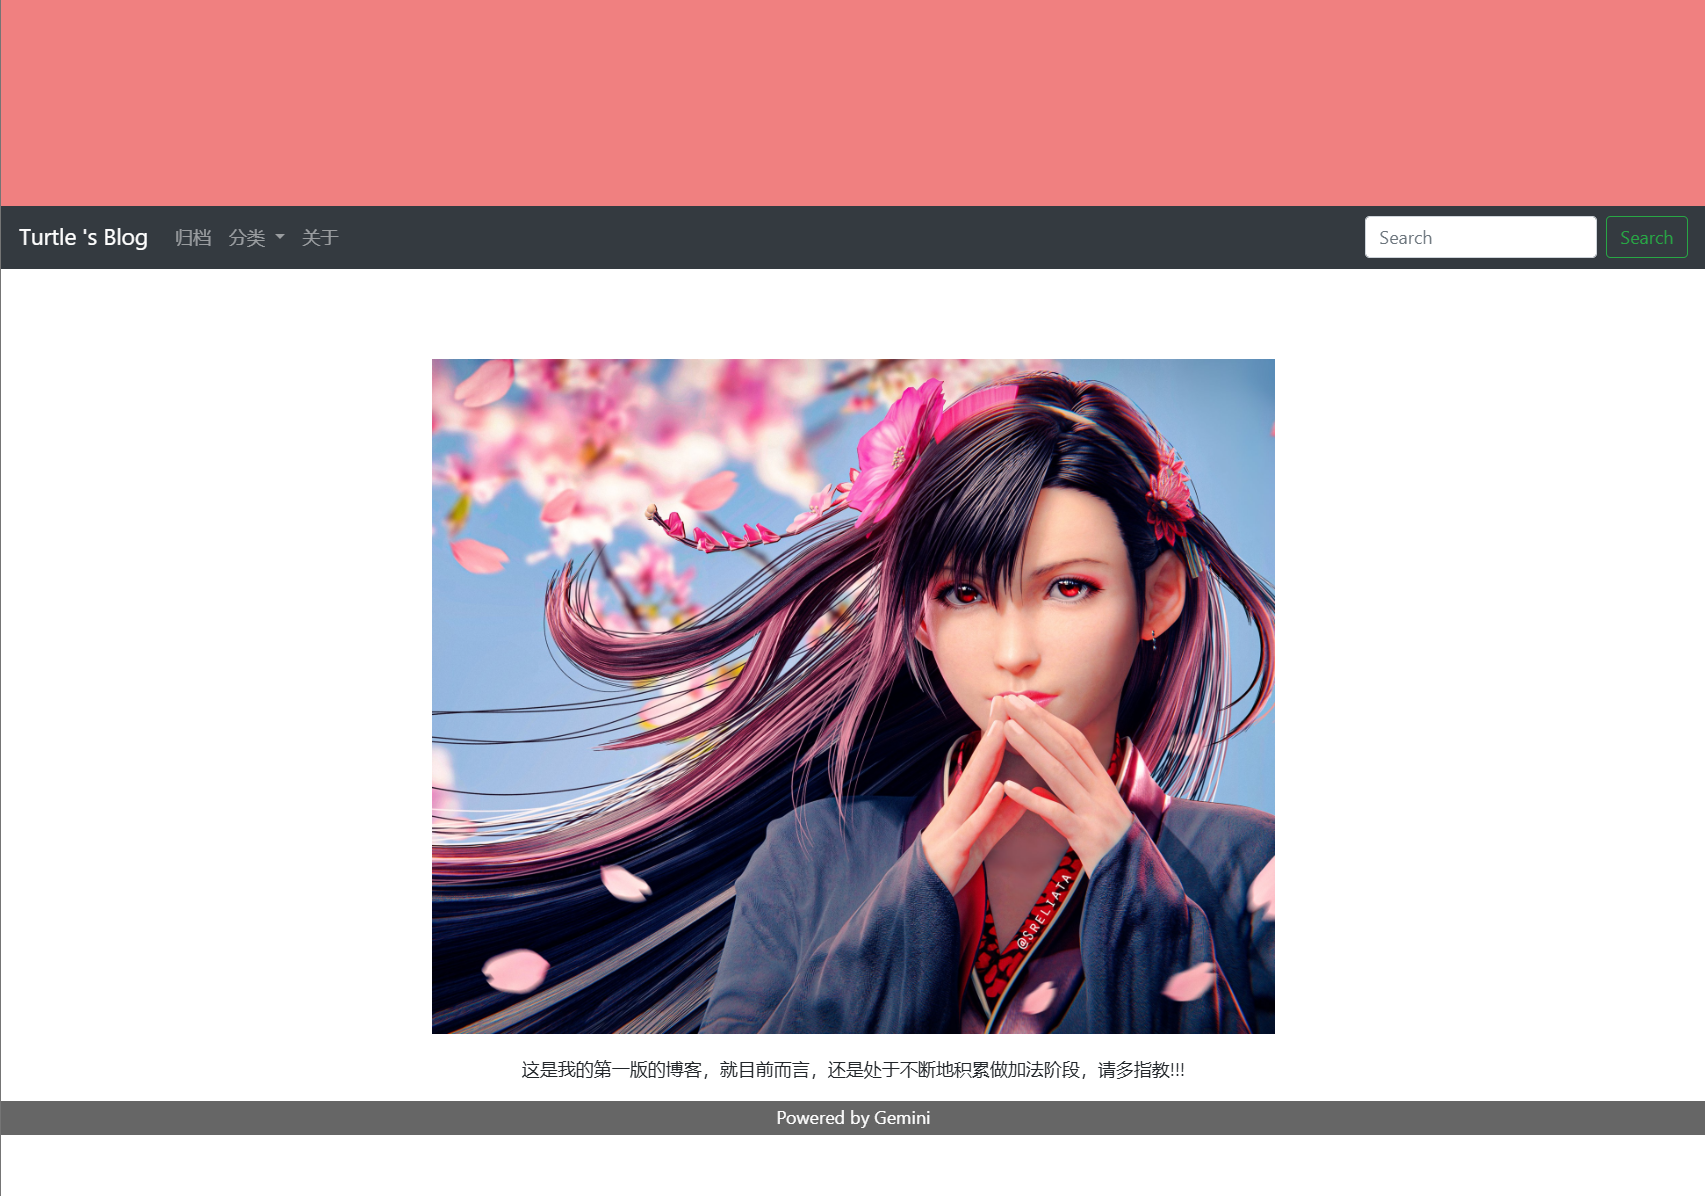 Turtle 's Blog 归档 分类 关于 Search Search
@SRELIATA
这是我的第一版的博客，就目前而言，还是处于不断地积累做加法阶段，请多指教!!!
Powered by Gemini